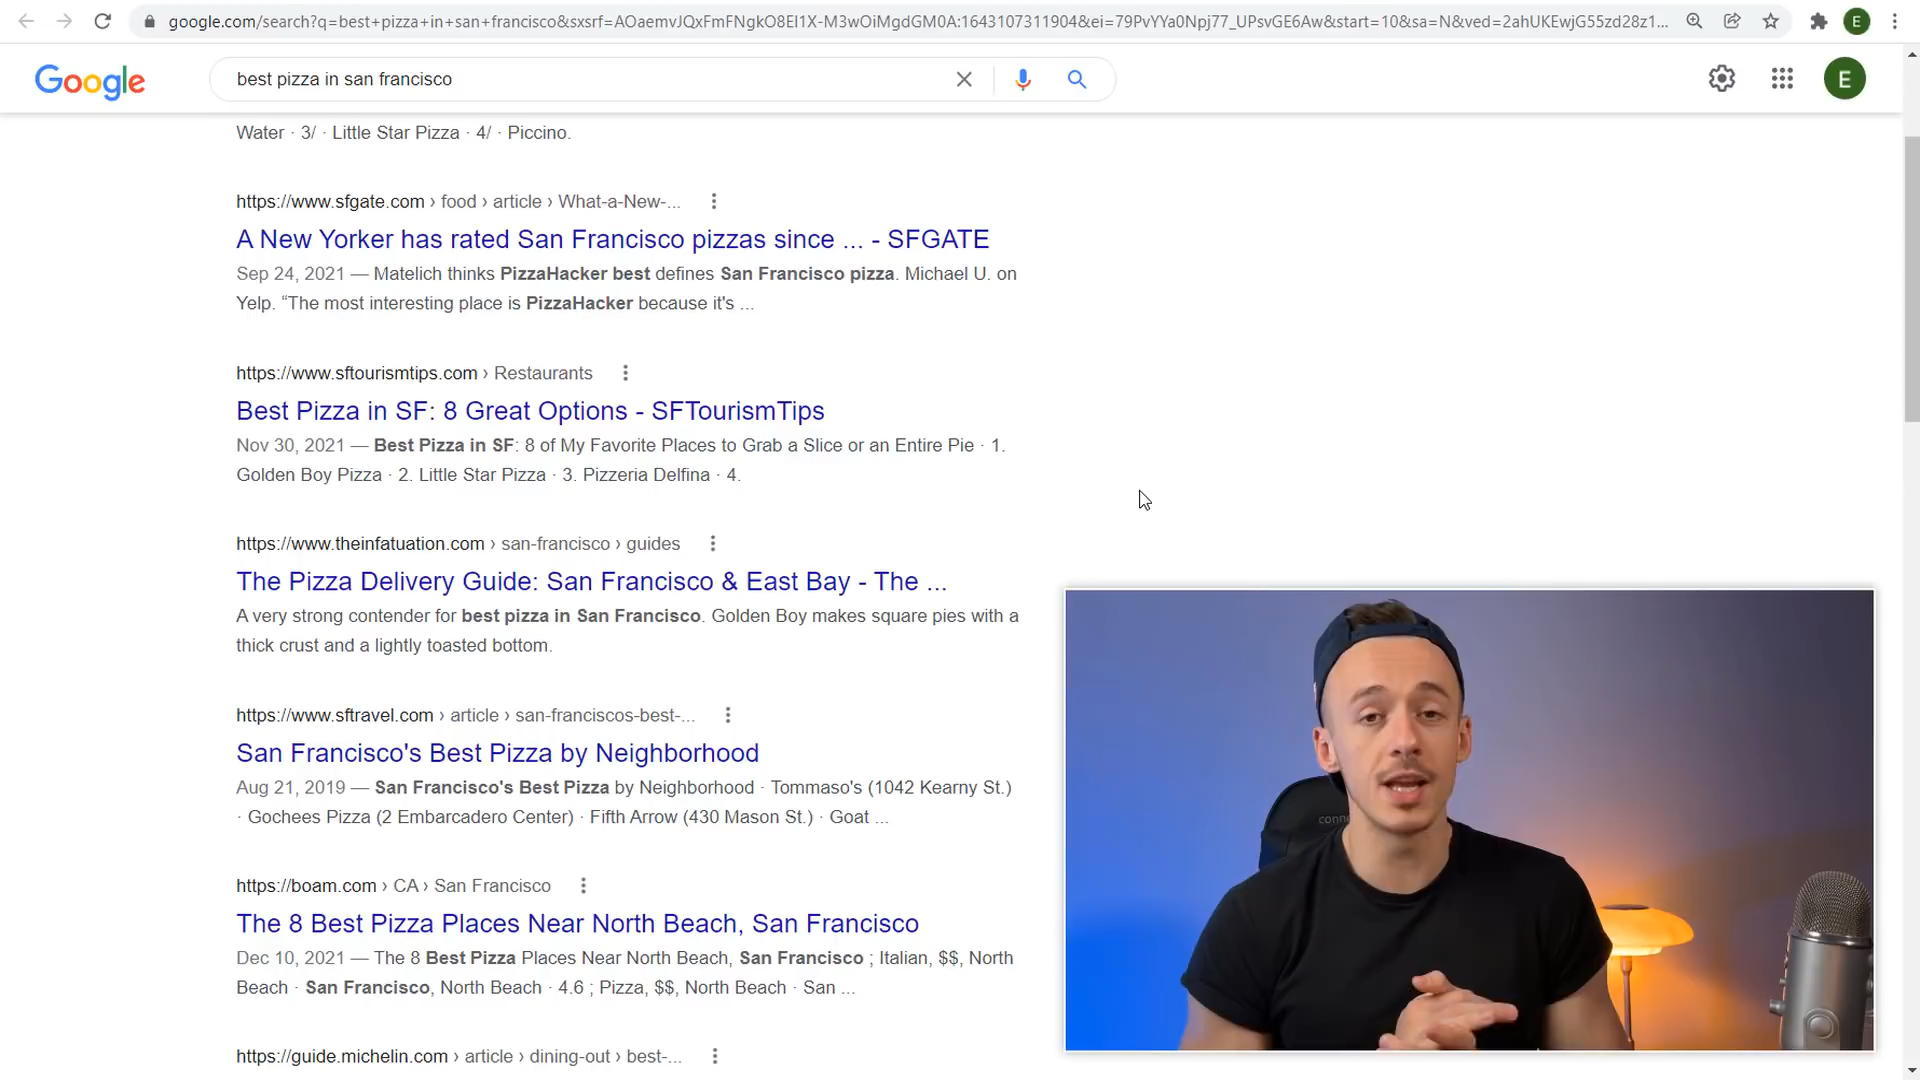 google.com/search?q=best+pizza+in+san+francisco&sxsrf=AOaemvJQxFmFNgkO8EI1X-M3wOiMgdGM0A:1643107311904&ei=79PvYYa0Npj77_UPsvGE6Aw&start=10&sa=N&ved=2ahUKEwjG55zd28z1...
E
Google
best pizza in san francisco
E
Water · 3/ · Little Star Pizza · 4/ · Piccino.
https://www.sfgate.com › food › article › What-a-New-...
A New Yorker has rated San Francisco pizzas since ... - SFGATE
Sep 24, 2021 — Matelich thinks PizzaHacker best defines San Francisco pizza. Michael U. on
Yelp. “The most interesting place is PizzaHacker because it's ...
https://www.sftourismtips.com › Restaurants
Best Pizza in SF: 8 Great Options - SFTourismTips
Nov 30, 2021 — Best Pizza in SF: 8 of My Favorite Places to Grab a Slice or an Entire Pie · 1.
Golden Boy Pizza · 2. Little Star Pizza · 3. Pizzeria Delfina · 4.
https://www.theinfatuation.com › san-francisco › guides
The Pizza Delivery Guide: San Francisco & East Bay - The ...
A very strong contender for best pizza in San Francisco. Golden Boy makes square pies with a
thick crust and a lightly toasted bottom.
https://www.sftravel.com › article › san-franciscos-best-...
San Francisco's Best Pizza by Neighborhood
Aug 21, 2019 — San Francisco's Best Pizza by Neighborhood · Tommaso's (1042 Kearny St.)
· Gochees Pizza (2 Embarcadero Center) · Fifth Arrow (430 Mason St.) · Goat ...
conne
https://boam.com › CA › San Francisco
The 8 Best Pizza Places Near North Beach, San Francisco
Dec 10, 2021 — The 8 Best Pizza Places Near North Beach, San Francisco ; Italian, $$, North
Beach · San Francisco, North Beach · 4.6 ; Pizza, $$, North Beach · San ...
https://guide.michelin.com › article › dining-out › best-...